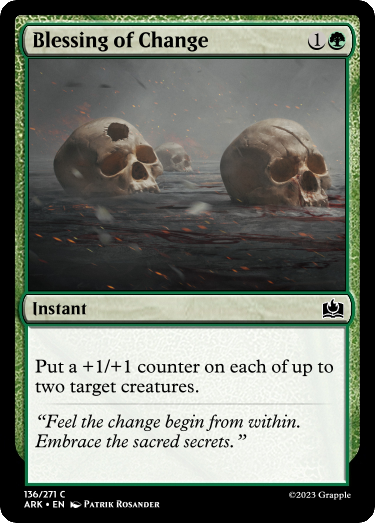 Blessing of Change 1
Instant
Put a +1/+1 counter on each of up to
two target creatures.
“Feel the change begin from within.
Embrace the sacred secrets.”
136/271 C
ARK • EN Patrik Rosander
©2023 Grapple